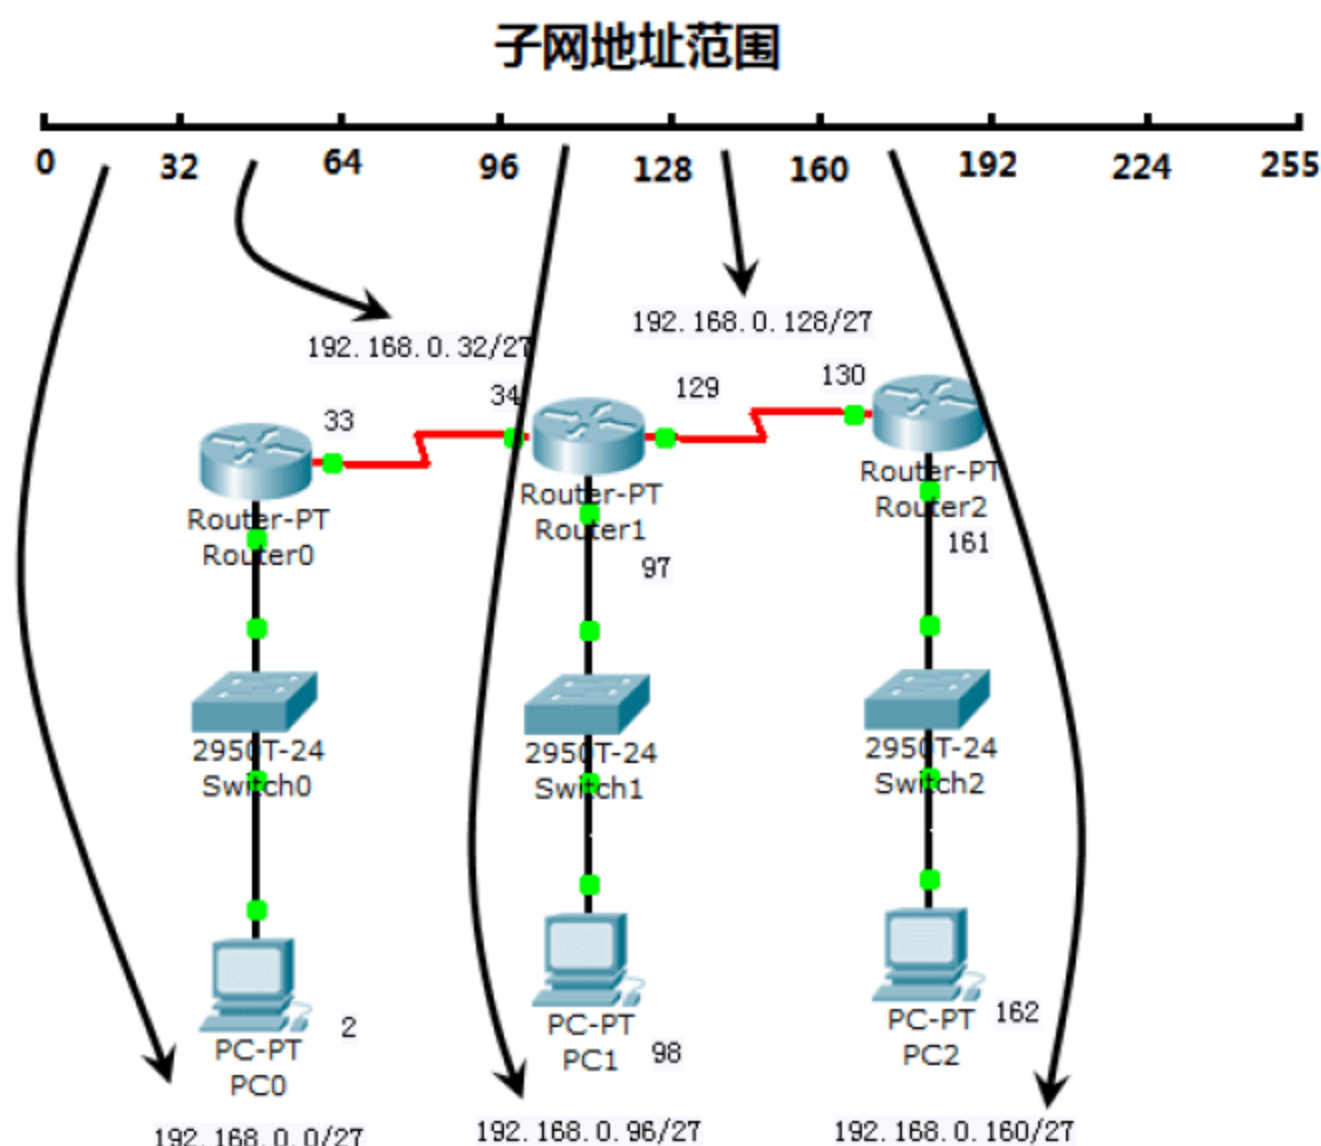 子网地址范围
0 32 64 96 128 160 192 224 255
192.168.0.32/27
192.168.0.128/27
33
34
129
130
Router-PT
Router0
Router-PT
Router1
Router-PT
Router2
97
161
2950T-24
Switch0
2950T-24
Switch1
2950T-24
Switch2
PC-PT
PC0
2
PC-PT
PC1
98
PC-PT
PC2
162
192.168.0.0/27
192.168.0.96/27
192.168.0.160/27